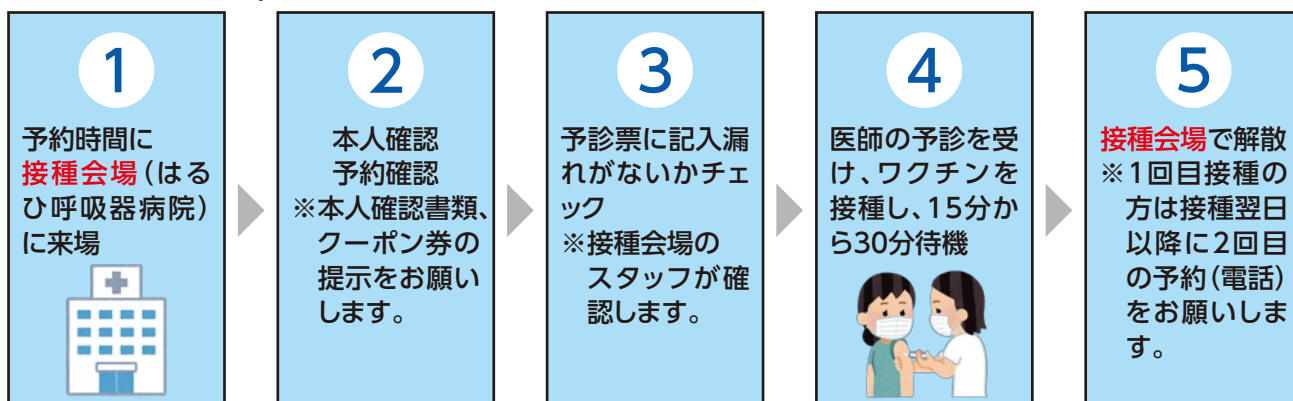 1
予約時間に
接種会場(はる
ひ呼吸器病院)
に来場
2
本人確認
予約確認
※本人確認書類、
クーポン券の
提示をお願い
します。
3
予診票に記入漏
れがないかチェ
ック
※接種会場の
スタッフが確
認します。
4
医師の予診を受
け、ワクチンを
接種し、15分か
ら30分待機
5
接種会場で解散
※1回目接種の
方は接種翌日
以降に2回目
の予約(電話)
をお願いしま
す。